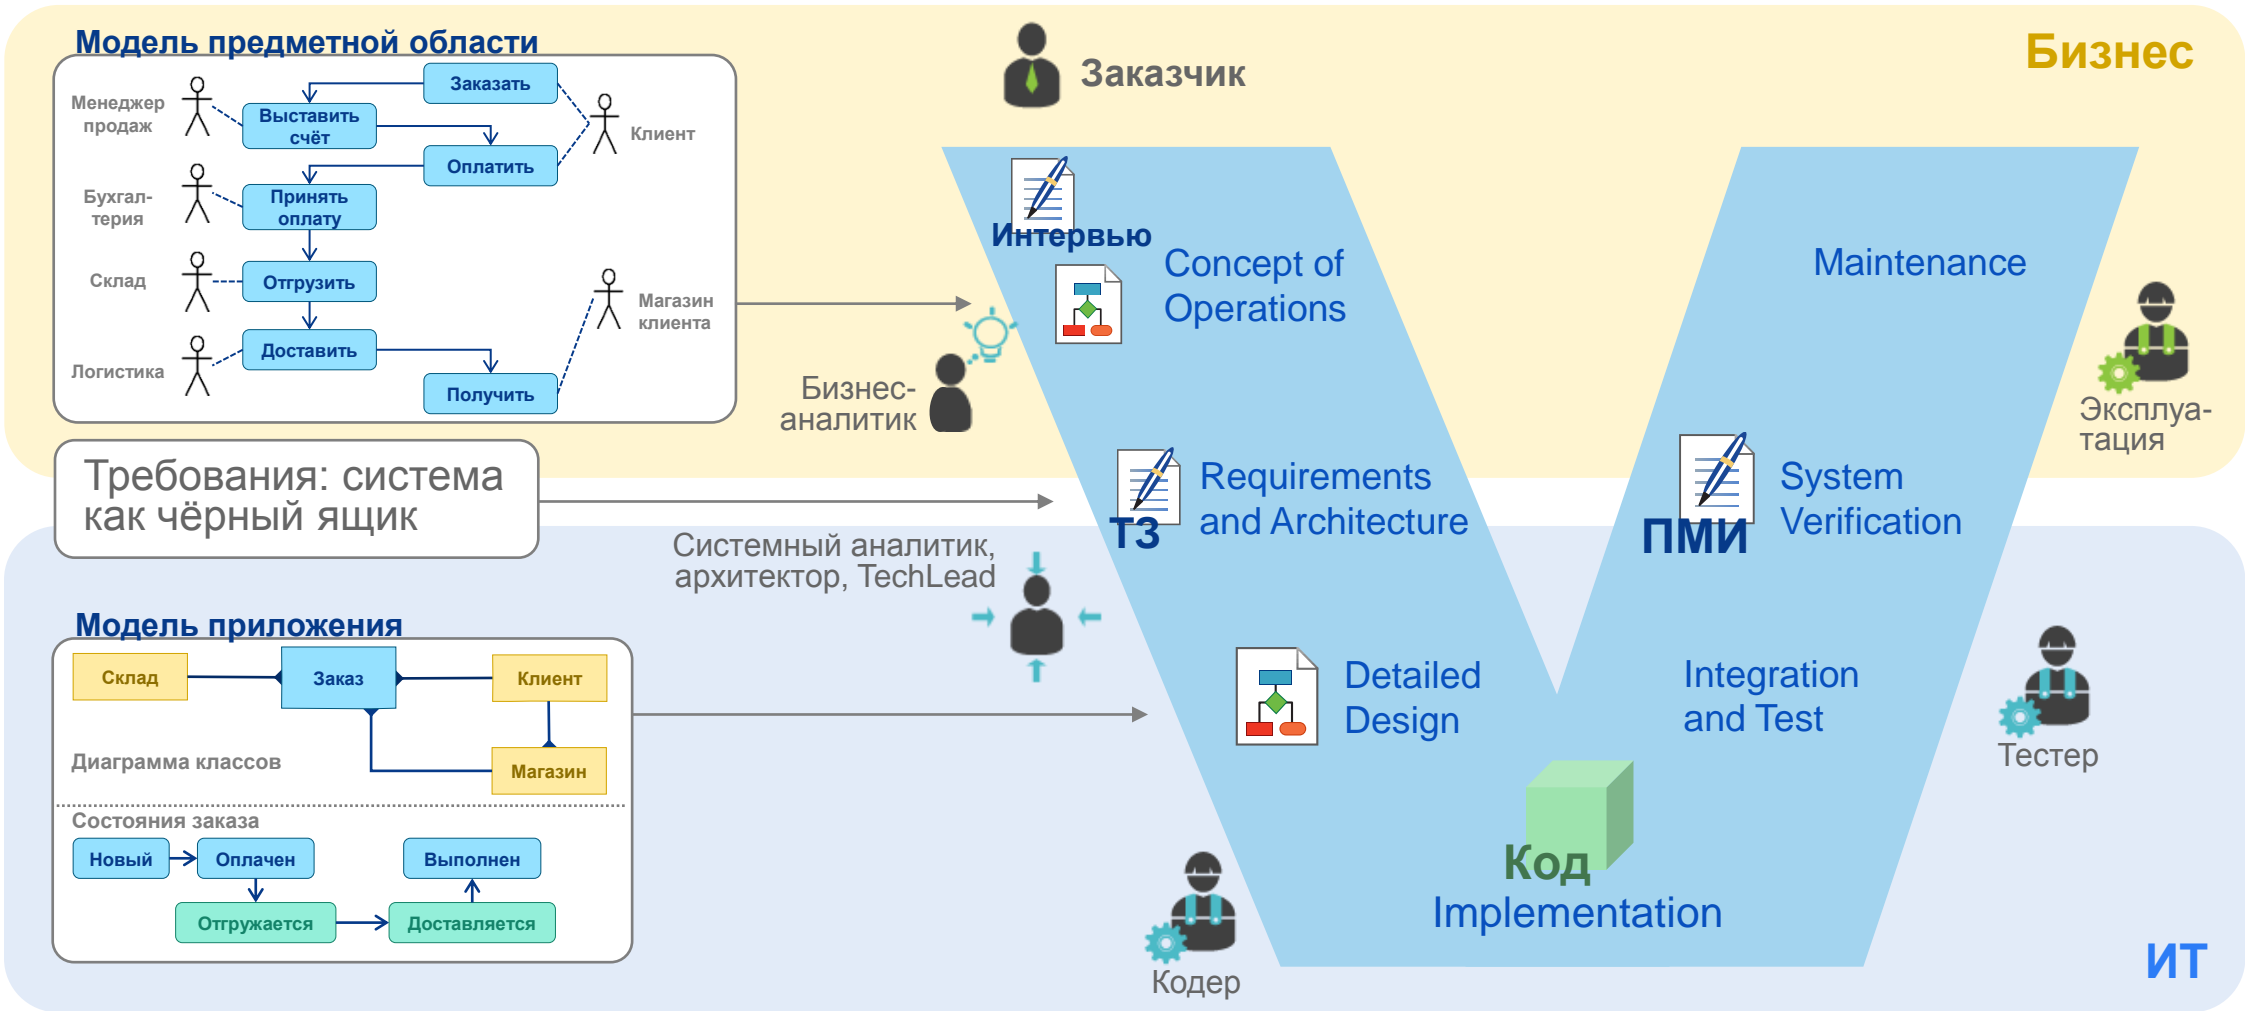 Модель предметной области
Менеджер
продаж
Заказать
Выставить
счёт
Клиент
Оплатить
Бухгал-
терия
Принять
оплату
Склад
Отгрузить
Магазин
клиента
Логистика
Доставить
Получить
Заказчик
Бизнес
Интервью
Concept of
Operations
Maintenance
Бизнес-
аналитик
Эксплуа-
тация
Требования: система
как чёрный ящик
ТЗ
Requirements
and Architecture
ПМИ
System
Verification
Системный аналитик,
архитектор, TechLead
Модель приложения
Склад
Заказ
Клиент
Магазин
Диаграмма классов
Состояния заказа
Новый
Оплачен
Выполнен
Отгружается
Доставляется
Detailed
Design
Integration
and Test
Тестер
Код
Implementation
Кодер
ИТ